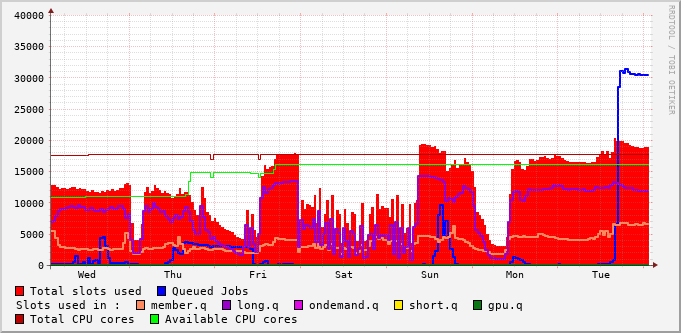 RRDTOOL / TOBI OETIKER
40000
35000
30000
25000
20000
15000
10000
5000
0
Wed Thu Fri Sat Sun Mon Tue
Total slots used Queued Jobs
Slots used in : member.q long.q ondemand.q short.q gpu.q
Total CPU cores Available CPU cores